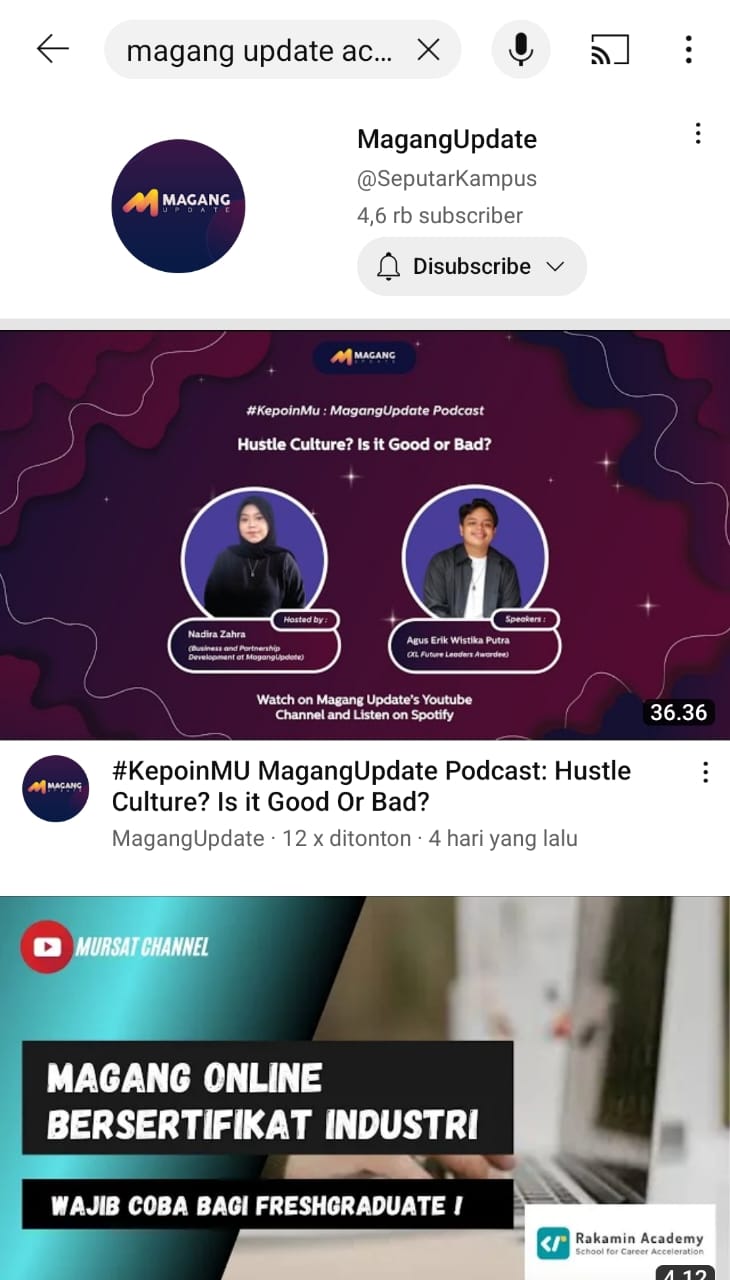 magang update ac...
MagangUpdate
@SeputarKampus
4,6 rb subscriber
Disubscribe
MAGANG
UPDATE
MAGANG
UPDATE
#KepoinMu : MagangUpdate Podcast
Hustle Culture? Is it Good or Bad?
Hosted by :
Nadira Zahra
(Business and Partnership
Development at MagangUpdate)
Speakers :
Agus Erik Wistika Putra
(XL Future Leaders Awardee)
Watch on Magang Update's Youtube
Channel and Listen on Spotify
36.36
MAGANG
#KepoinMU MagangUpdate Podcast: Hustle
Culture? Is it Good Or Bad?
MagangUpdate · 12 x ditonton · 4 hari yang lalu
MURSAT CHANNEL
MAGANG ONLINE
BERSERTIFIKAT INDUSTRI
WAJIB COBA BAGI FRESHGRADUATE !
Rakamin Academy
School for Career Acceleration
4.12